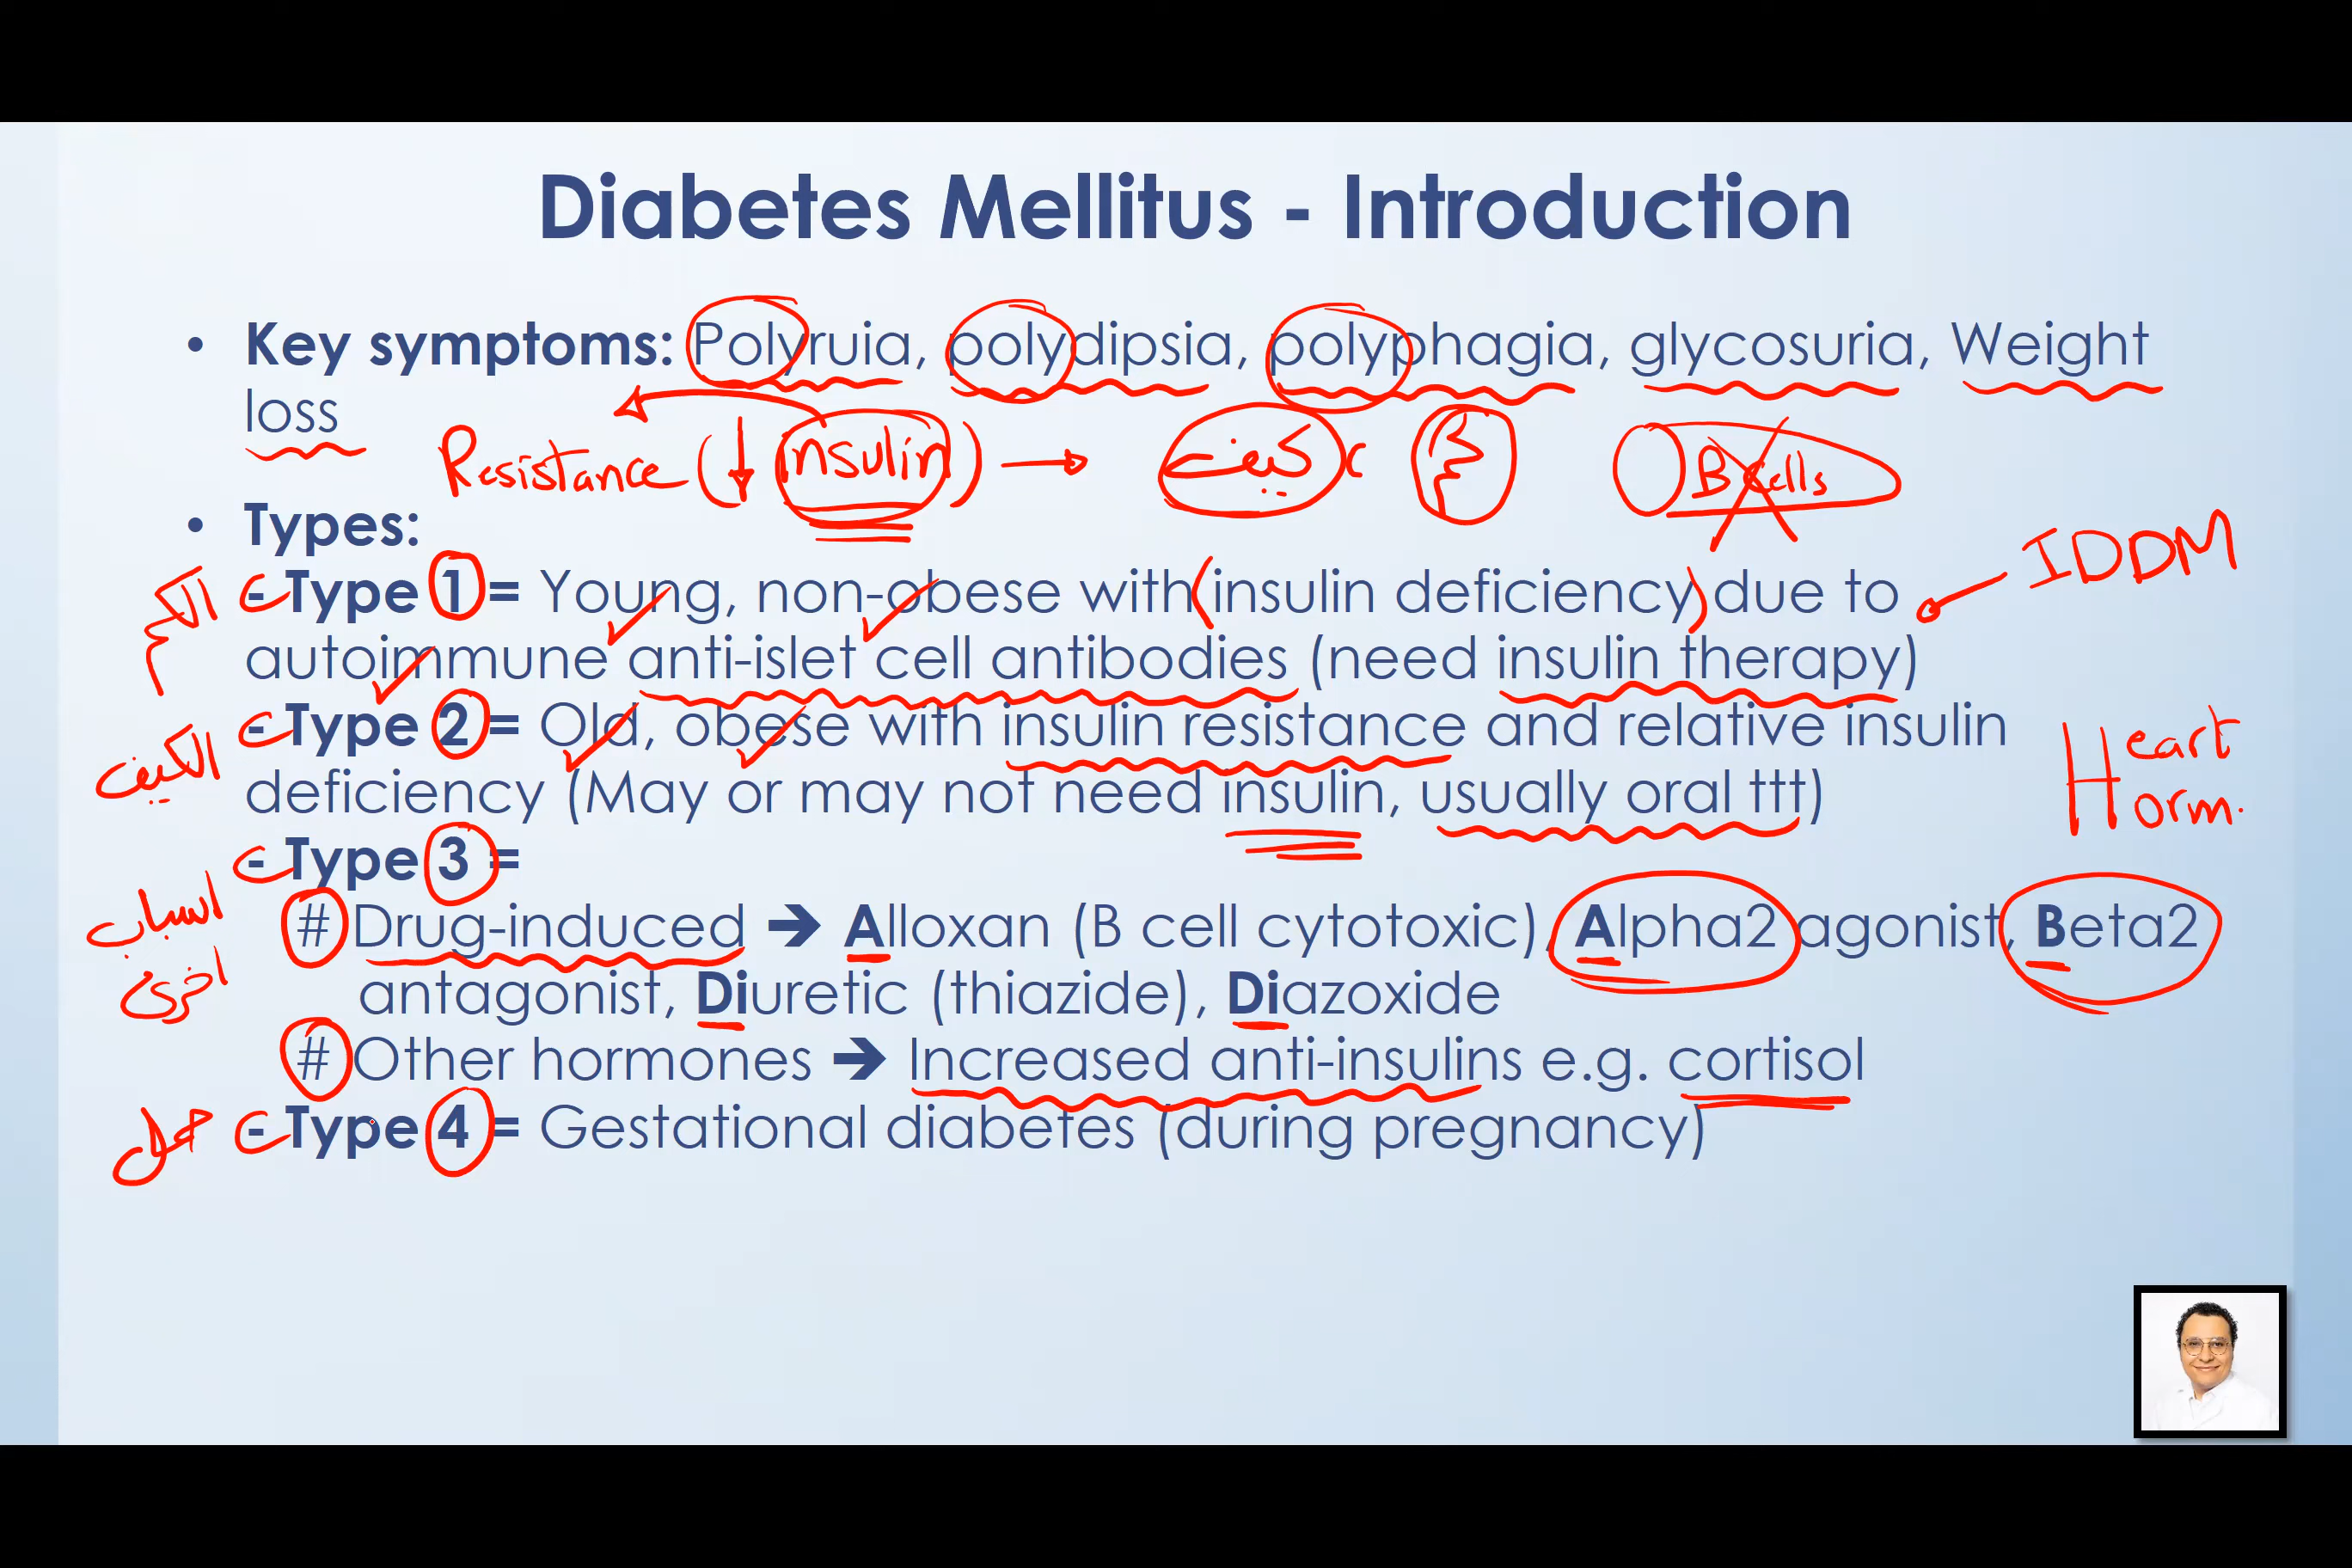 Diabetes Mellitus - Introduction
• Key symptoms: Polyruia, polydipsia, polyphagia, glycosuria, Weight
loss
Resistance (↓ insulin) → كيف كم B cells
• Types:
IDDM
الكم - Type 1 = Young, non-obese with (insulin deficiency) due to
autoimmune anti-islet cell antibodies (need insulin therapy)
الكيف - Type 2 = Old, obese with insulin resistance and relative insulin
deficiency (May or may not need insulin, usually oral ttt)
Heart
Horm.
- Type 3 =
اسباب
اخرى
# Drug-induced ➔ Alloxan (B cell cytotoxic), Alpha2 agonist, Beta2
antagonist, Diuretic (thiazide), Diazoxide
# Other hormones ➔ Increased anti-insulins e.g. cortisol
حمل - Type 4 = Gestational diabetes (during pregnancy)